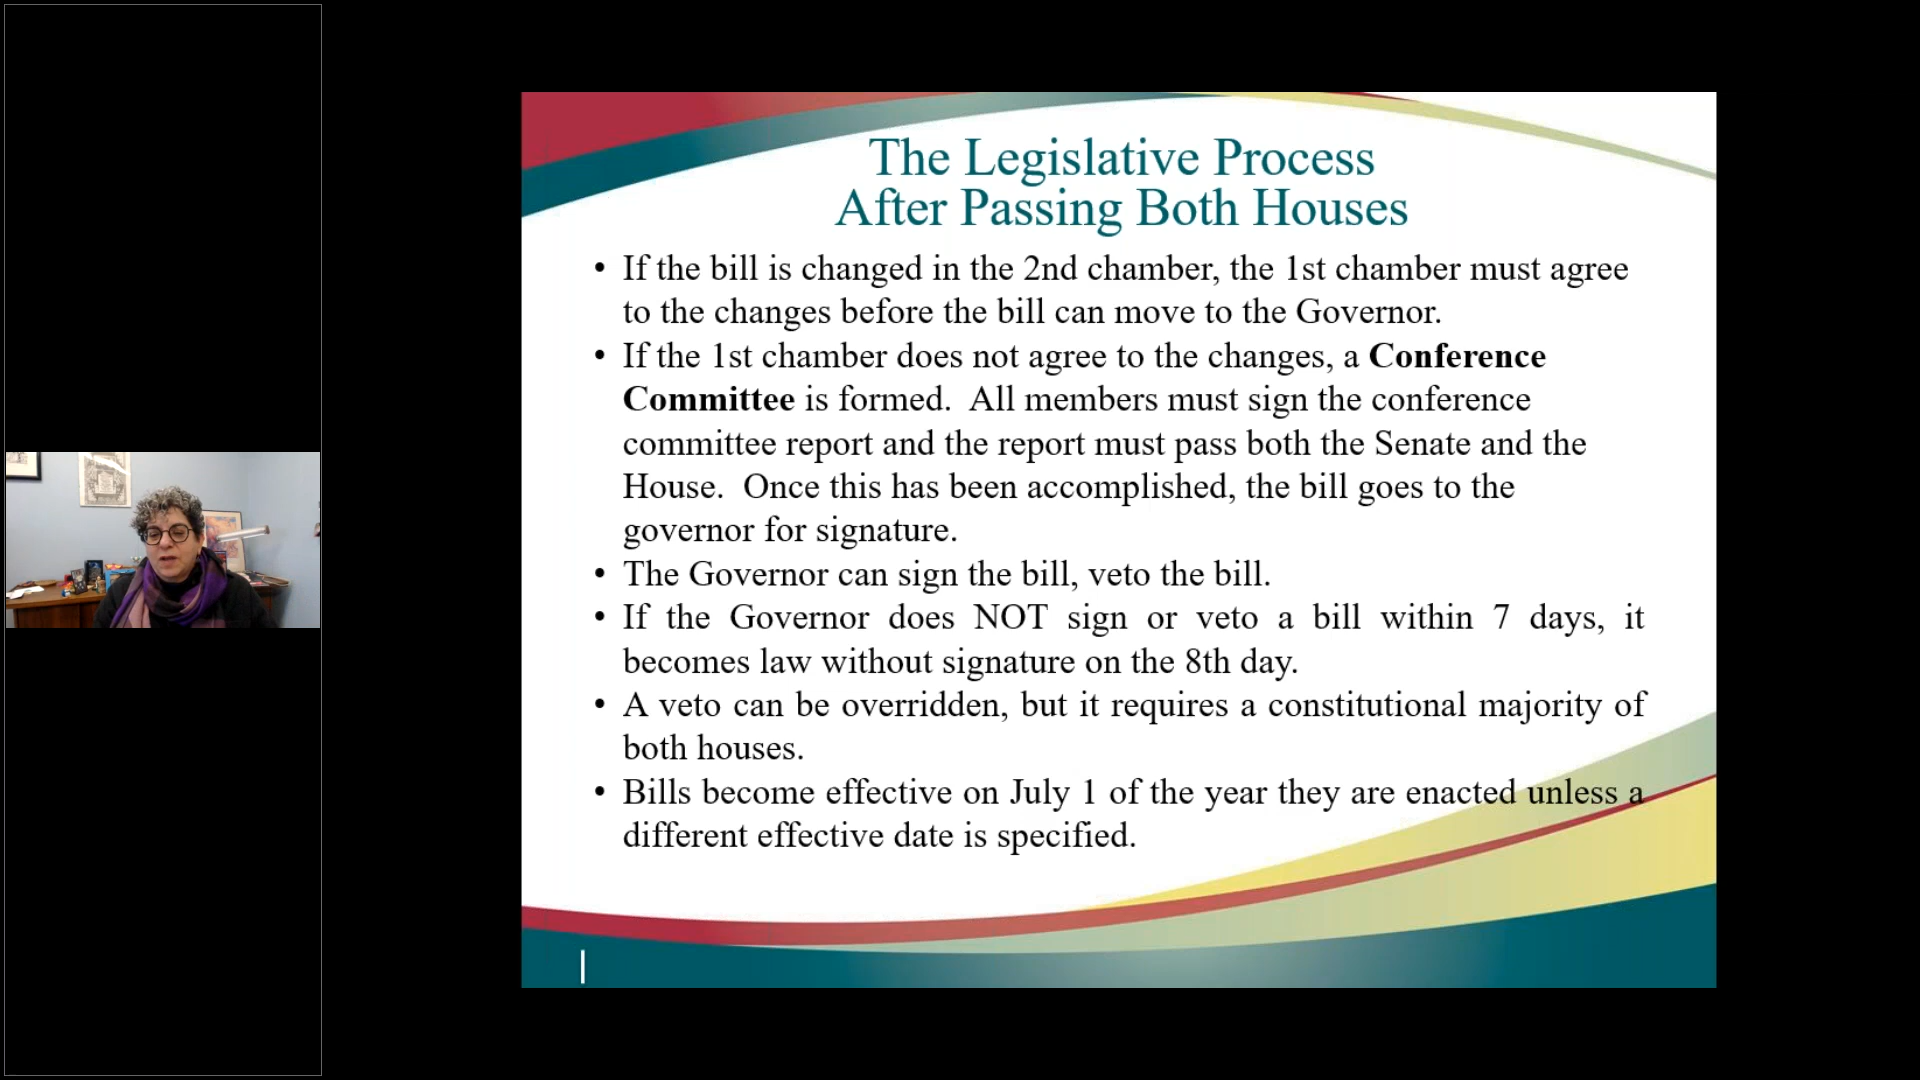 The Legislative Process
After Passing Both Houses
• If the bill is changed in the 2nd chamber, the 1st chamber must agree
to the changes before the bill can move to the Governor.
• If the 1st chamber does not agree to the changes, a Conference
Committee is formed.  All members must sign the conference
committee report and the report must pass both the Senate and the
House.  Once this has been accomplished, the bill goes to the
governor for signature.
• The Governor can sign the bill, veto the bill.
• If the Governor does NOT sign or veto a bill within 7 days, it
becomes law without signature on the 8th day.
• A veto can be overridden, but it requires a constitutional majority of
both houses.
• Bills become effective on July 1 of the year they are enacted unless a
different effective date is specified.